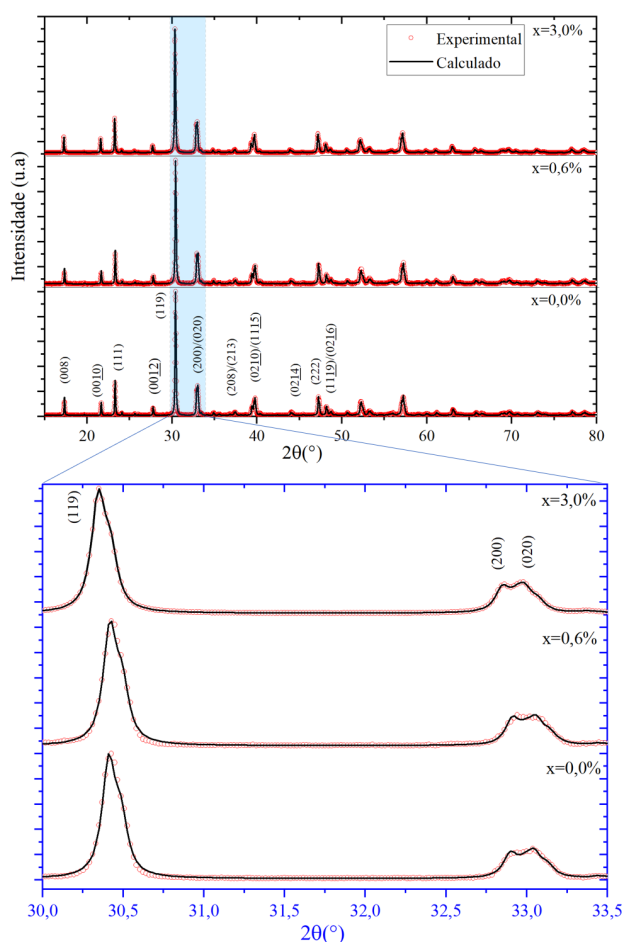 x=3,0%
Experimental
Calculado
x=0,6%
x=0,0%
Intensidade (u.a)
(008)
(0010)
(111)
(0012)
(119)
(200)/(020)
(208)/(213)
(0210)/(1115)
(0214)
(222)
(1119)/(0216)
20 30 40 50 60 70 80
2θ(°)
x=3,0%
(119)
(200)
(020)
x=0,6%
x=0,0%
30,0 30,5 31,0 31,5 32,0 32,5 33,0 33,5
2θ(°)